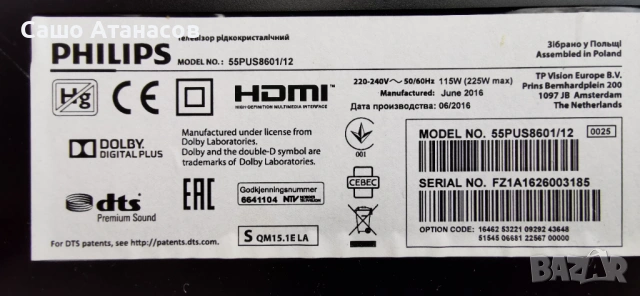 Сашо Атанасов
PHILIPS
Телевізор рідкокристалічний
MODEL NO.: 55PUS8601/12
Зібрано у Польщі
Assembled in Poland
Hg
CE
HDMI
HIGH DEFINITION MULTIMEDIA INTERFACE
220-240V～ 50/60Hz 115W (225W max)
Manufactured: June 2016
Дата производства: 06/2016
TP Vision Europe B.V.
Prins Bernhardplein 200
1097 JB Amsterdam
The Netherlands
DOLBY
DIGITAL PLUS
Manufactured under license from
Dolby Laboratories.
Dolby and the double-D symbol are
trademarks of Dolby Laboratories.
001
MODEL NO. 55PUS8601/12
0025
dts
Premium Sound
EAC
Godkjenningsnummer
6641104 NTV
CEBEC
SERIAL NO. FZ1A1626003185
S QM15.1E LA
For DTS patents, see http://patents.dts.com.
OPTION CODE: 16462 53221 09292 43648
51545 06681 22567 00000
BAZAR